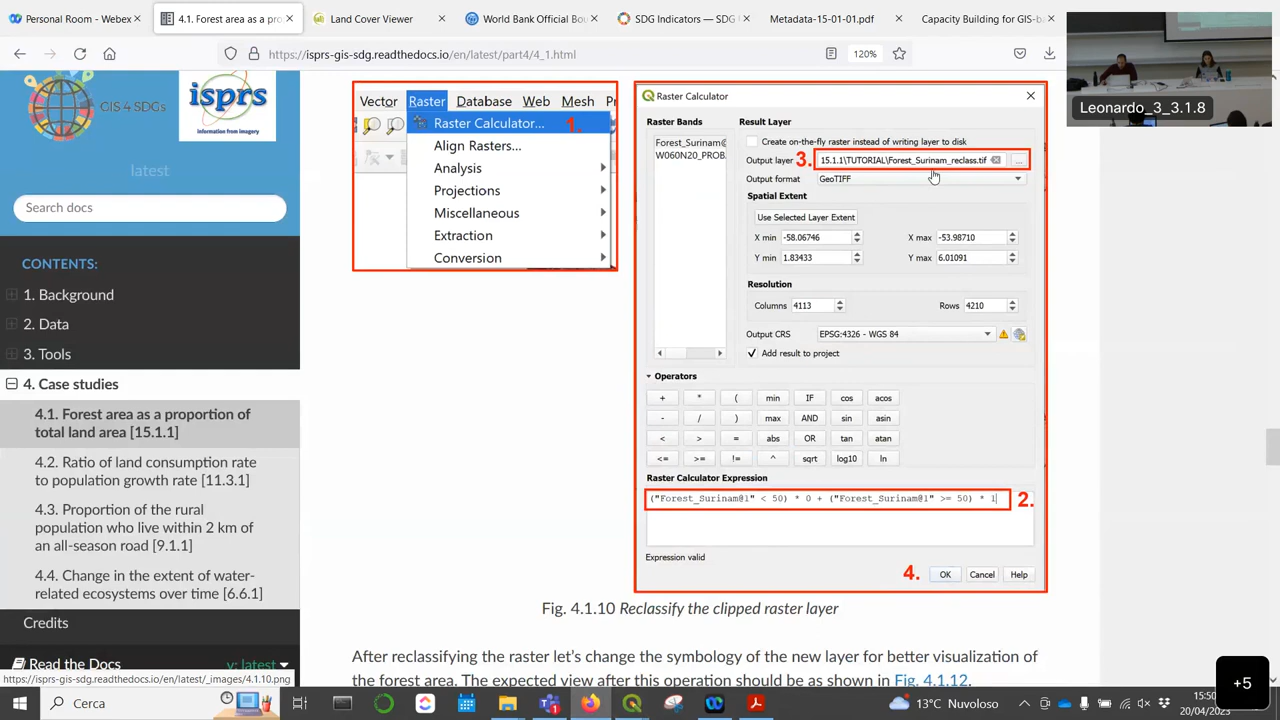 Personal Room - Webex
4.1. Forest area as a pro
Land Cover Viewer
World Bank Official Bou
SDG Indicators — SDG
Metadata-15-01-01.pdf
Capacity Building for GIS-ba
https://isprs-gis-sdg.readthedocs.io/en/latest/part4/4_1.html
120%
Leonardo_3_3.1.8
GIS 4 SDGs
isprs
information from imagery
Search docs
CONTENTS:
1. Background
2. Data
3. Tools
4. Case studies
4.1. Forest area as a proportion of
total land area [15.1.1]
4.2. Ratio of land consumption rate
to population growth rate [11.3.1]
4.3. Proportion of the rural
population who live within 2 km of
an all-season road [9.1.1]
4.4. Change in the extent of water-
related ecosystems over time [6.6.1]
Credits
Read the Docs
v: latest
https://isprs-gis-sdg.readthedocs.io/en/latest/_images/4.1.10.png
Vector Raster Database Web Mesh Pr
Raster Calculator... 1.
Align Rasters...
Analysis
Projections
Miscellaneous
Extraction
Conversion
Raster Calculator
Raster Bands
Forest_Surinam@
W060N20_PROB
Result Layer
Create on-the-fly raster instead of writing layer to disk
Output layer 3. 15.1.1\TUTORIAL\Forest_Surinam_reclass.tif ...
Output format GeoTIFF
Spatial Extent
Use Selected Layer Extent
X min -58.06746 X max -53.98710
Y min 1.83433 Y max 6.01091
Resolution
Columns 4113 Rows 4210
Output CRS EPSG:4326 - WGS 84
Add result to project
Operators
+ * ( min IF cos acos
- / ) max AND sin asin
< > = abs OR tan atan
<= >= != ^ sqrt log10 ln
Raster Calculator Expression
("Forest_Surinam@1" < 50) * 0 + ("Forest_Surinam@1" >= 50) * 1 2.
Expression valid
4. OK Cancel Help
Fig. 4.1.10 Reclassify the clipped raster layer
After reclassifying the raster let's change the symbology of the new layer for better visualization of
the forest area. The expected view after this operation should be as shown in Fig. 4.1.12.
+5
Cerca
13°C Nuvoloso
15:50
20/04/2023